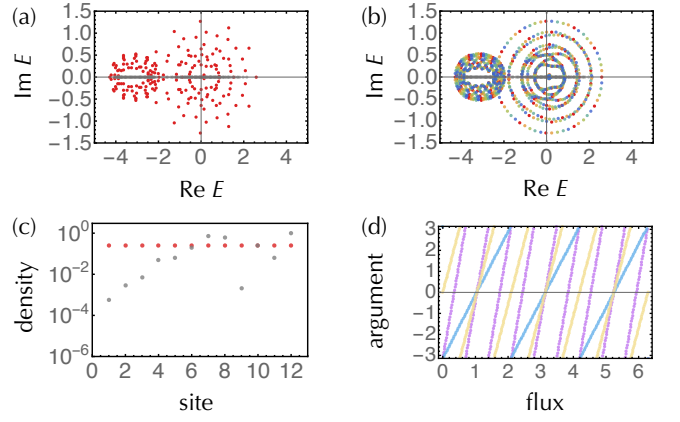 (a)
1.5
1.0
0.5
0.0
−0.5
−1.0
−1.5
Im E
−4 −2 0 2 4
Re E
(b)
1.5
1.0
0.5
0.0
−0.5
−1.0
−1.5
Im E
−4 −2 0 2 4
Re E
(c)
10^0
10^−2
10^−4
10^−6
density
0 2 4 6 8 10 12
site
(d)
3
2
1
0
−1
−2
−3
argument
0 1 2 3 4 5 6
flux